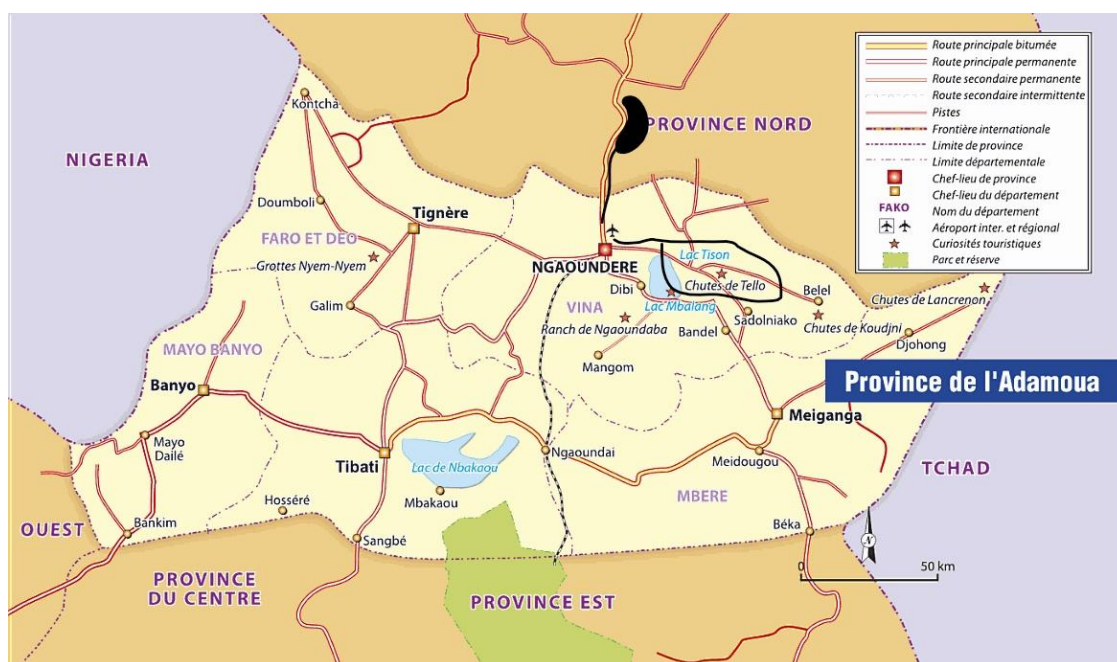 Route principale bitumée
Route principale permanente
Route secondaire permanente
Route secondaire intermittente
Pistes
Frontière internationale
Limite de province
Limite départementale
Chef-lieu de province
Chef-lieu du département
FAKO
Nom du département
Aéroport inter. et régional
Curiosités touristiques
Parc et réserve
Kontcha
PROVINCE NORD
NIGERIA
Doumboli
Tignère
FARO ET DEO
Grottes Nyem-Nyem
NGAOUNDERE
Lac Tison
Chutes de Tello
Dibi
Belel
Chutes de Lancrenon
Galim
VINA
Lac Mbalang
Sadolniako
Ranch de Ngaoundaba
Bandel
Chutes de Koudjni
Djohong
MAYO BANYO
Mangom
Banyo
Province de l'Adamoua
Meiganga
Mayo
Dailé
Tibati
Lac de Nbakaou
Ngaoundai
Meidougou
TCHAD
Mbakaou
MBERE
Hosséré
OUEST
Bankim
Sangbé
Béka
N
PROVINCE
DU CENTRE
PROVINCE EST
0
50 km